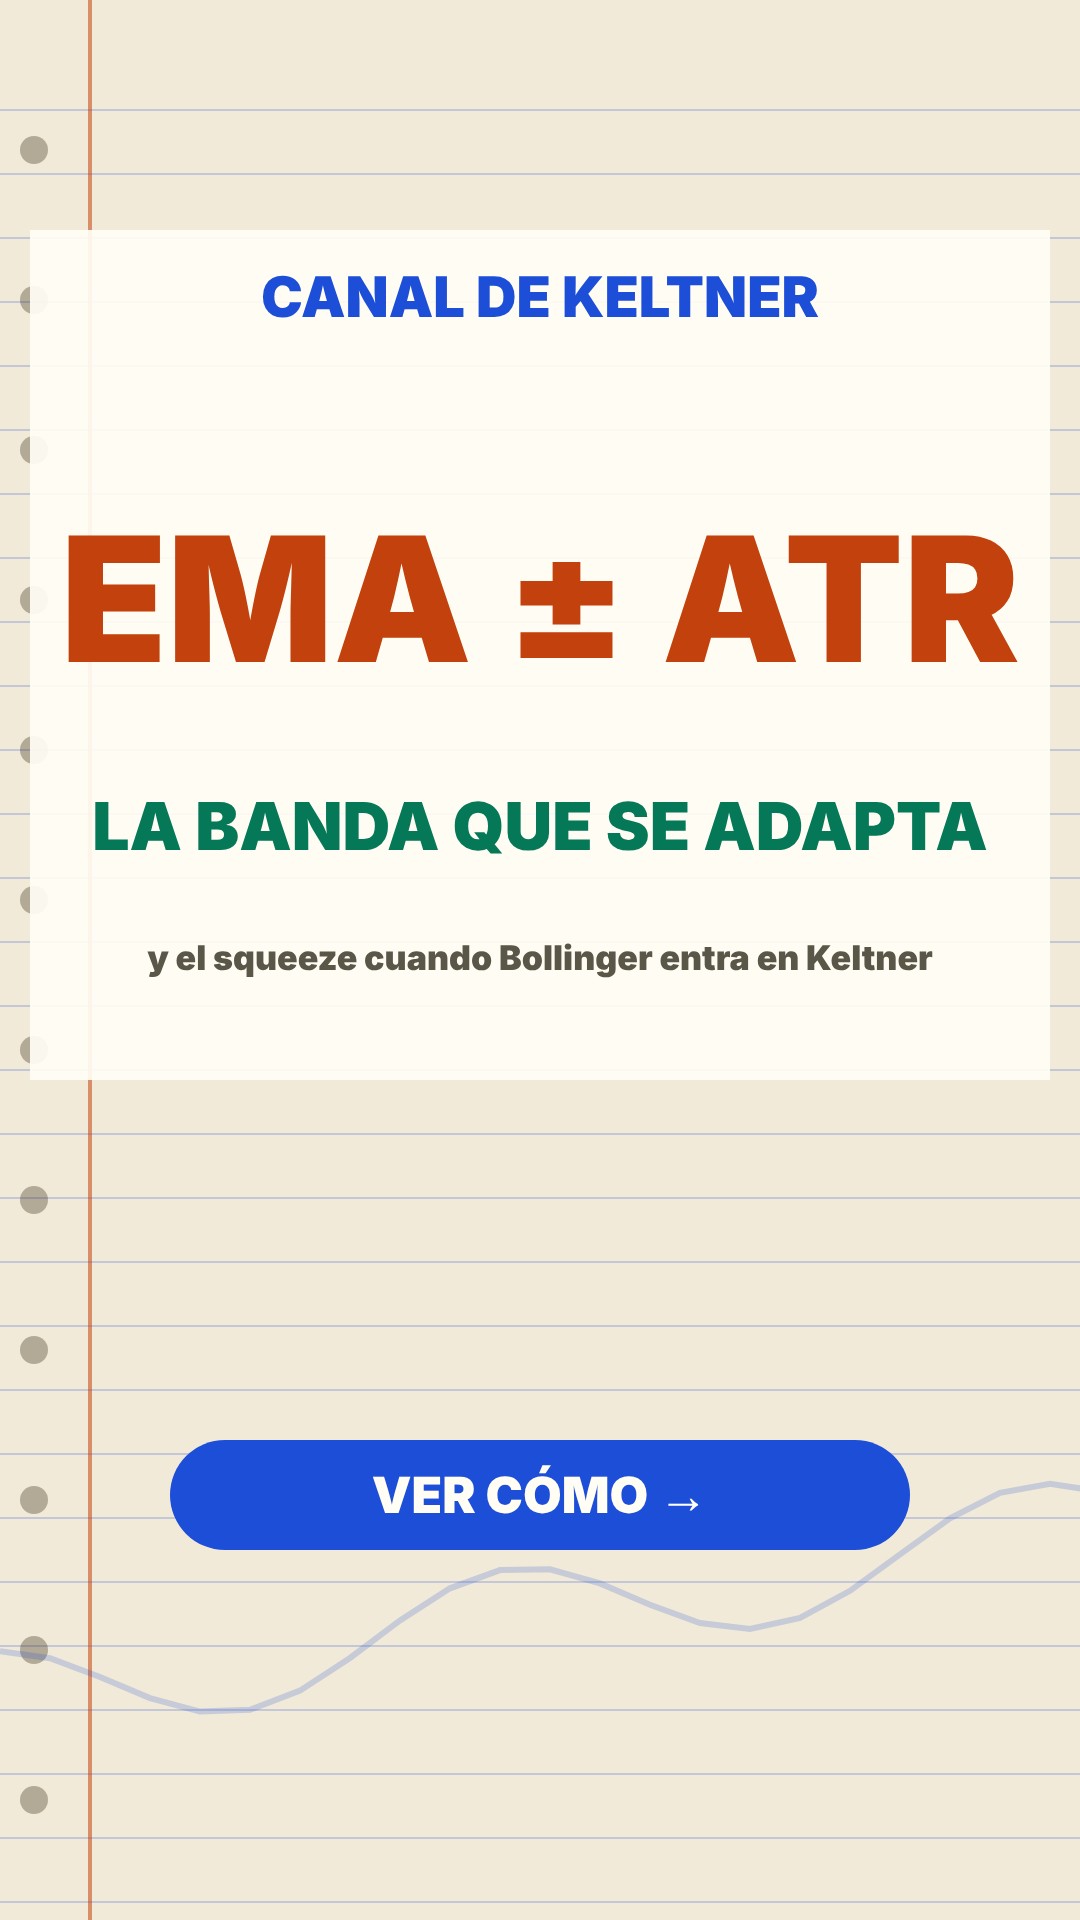 CANAL DE KELTNER
EMA ± ATR
LA BANDA QUE SE ADAPTA
y el squeeze cuando Bollinger entra en Keltner
VER CÓMO →